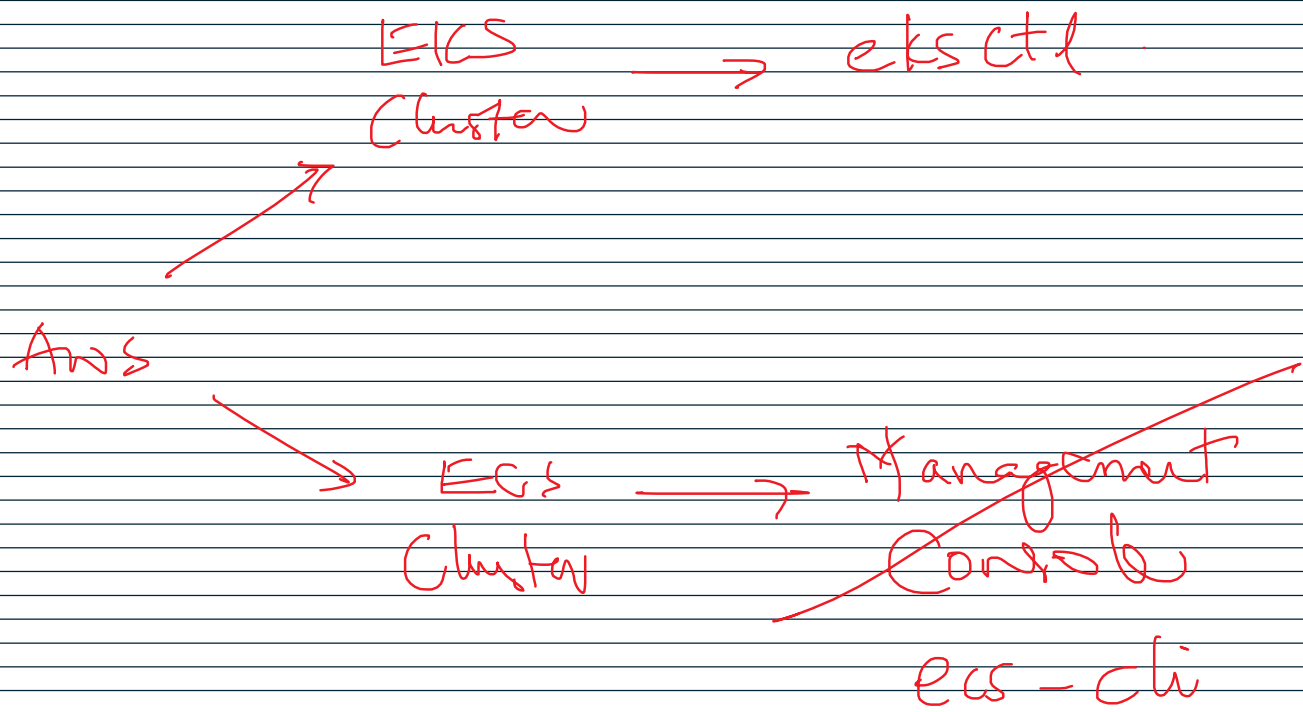 EKS
Cluster
eksctl
AWS
ECS
Cluster
Management
Console
ecs-cli